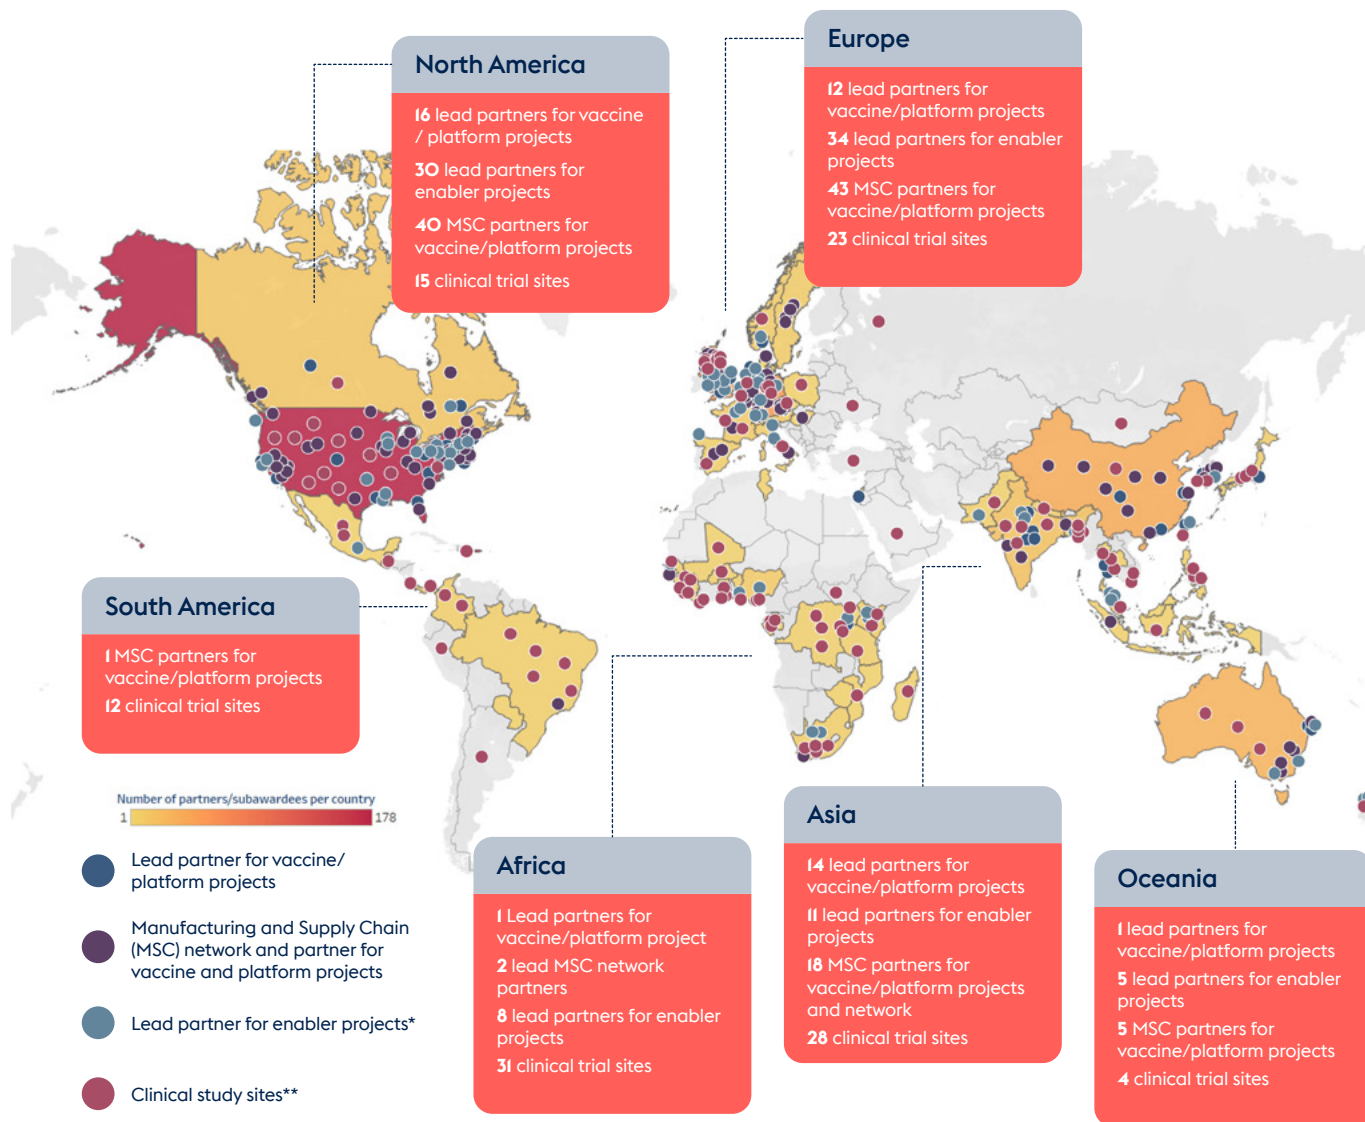 North America
16 lead partners for vaccine
/ platform projects
30 lead partners for
enabler projects
40 MSC partners for
vaccine/platform projects
15 clinical trial sites
Europe
12 lead partners for
vaccine/platform projects
34 lead partners for enabler
projects
43 MSC partners for
vaccine/platform projects
23 clinical trial sites
South America
1 MSC partners for
vaccine/platform projects
12 clinical trial sites
Number of partners/subawardees per country
1 178
Lead partner for vaccine/
platform projects
Manufacturing and Supply Chain
(MSC) network and partner for
vaccine and platform projects
Lead partner for enabler projects*
Clinical study sites**
Africa
1 Lead partners for
vaccine/platform project
2 lead MSC network
partners
8 lead partners for enabler
projects
31 clinical trial sites
Asia
14 lead partners for
vaccine/platform projects
11 lead partners for enabler
projects
18 MSC partners for
vaccine/platform projects
and network
28 clinical trial sites
Oceania
1 lead partners for
vaccine/platform projects
5 lead partners for enabler
projects
5 MSC partners for
vaccine/platform projects
4 clinical trial sites